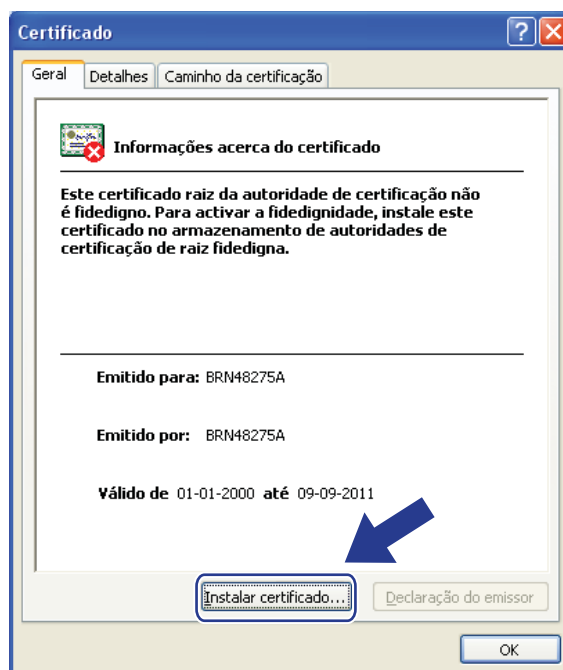 Certificado
Geral
Detalhes
Caminho da certificação
Informações acerca do certificado
Este certificado raiz da autoridade de certificação não
é fidedigno. Para activar a fidedignidade, instale este
certificado no armazenamento de autoridades de
certificação de raiz fidedigna.
Emitido para: BRN48275A
Emitido por: BRN48275A
Válido de 01-01-2000 até 09-09-2011
Instalar certificado...
Declaração do emissor
OK